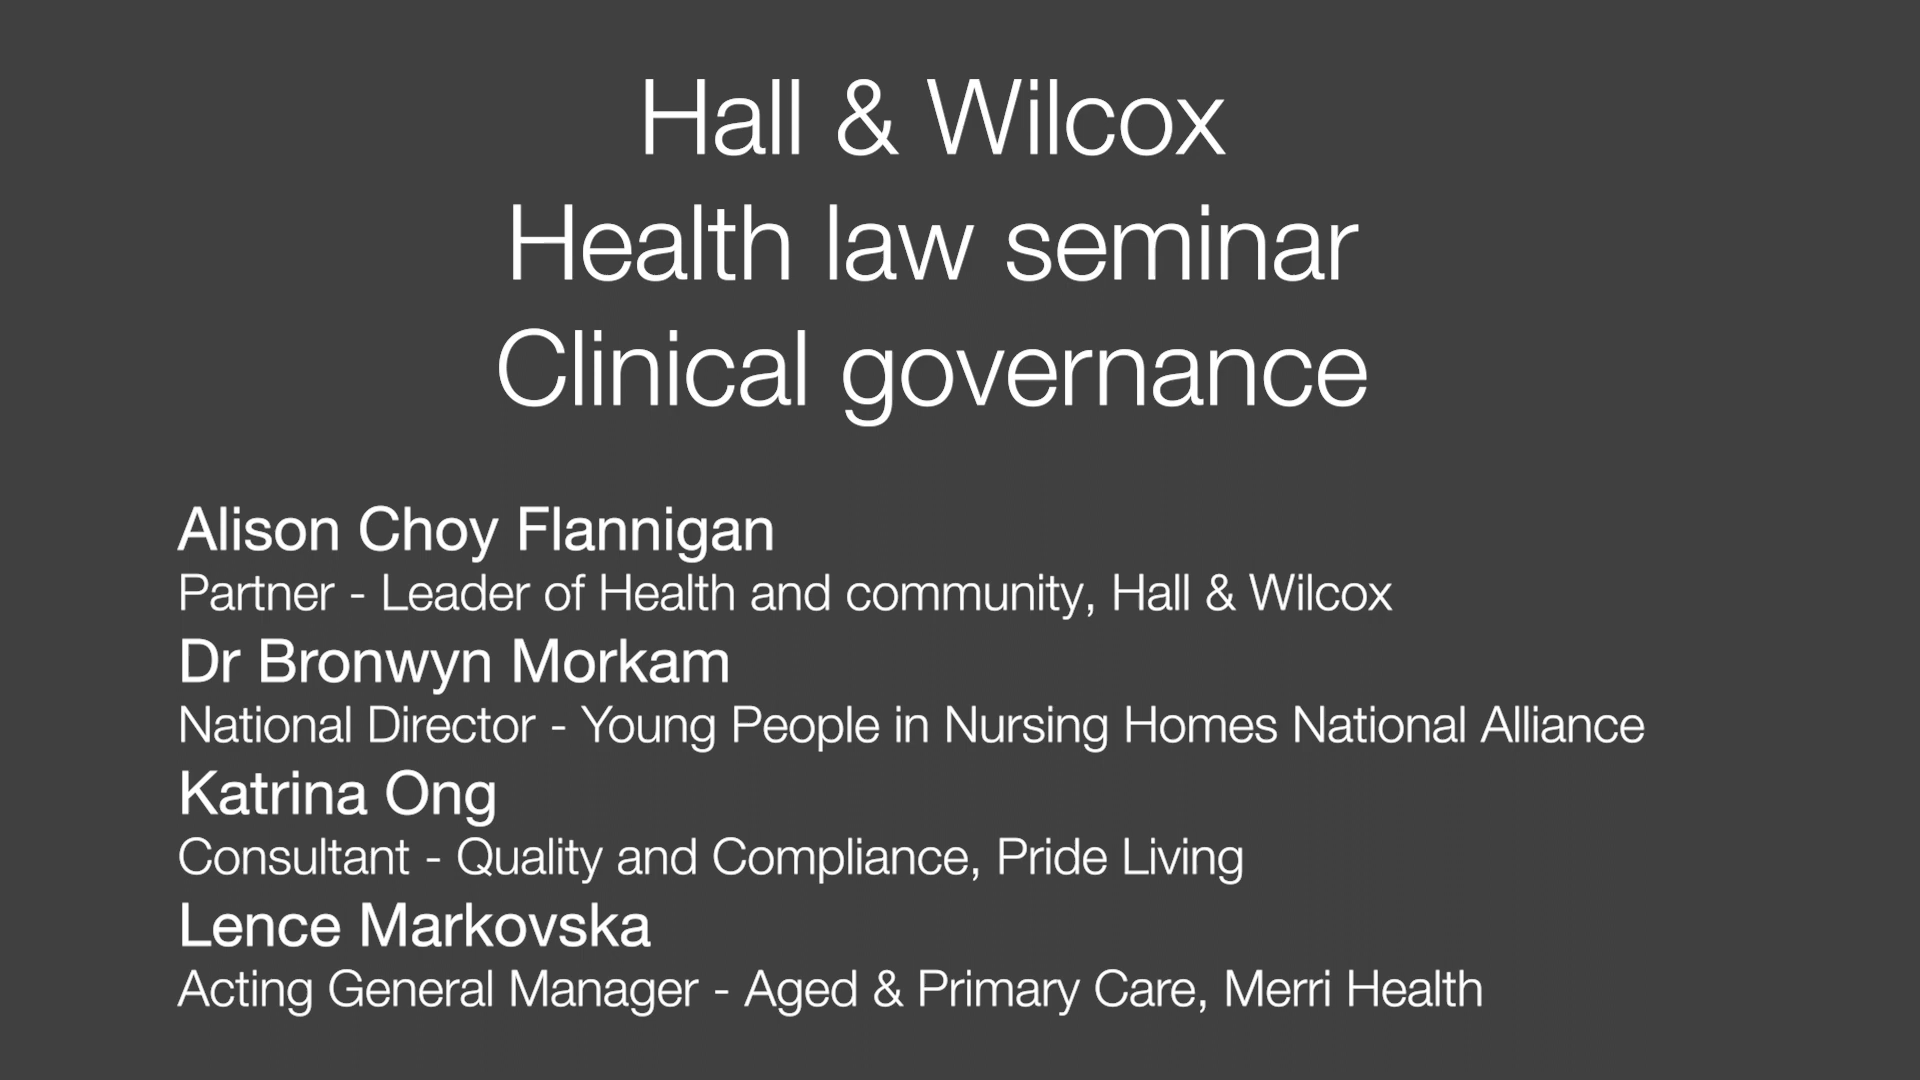 Hall & Wilcox
Health law seminar
Clinical governance
Alison Choy Flannigan
Partner - Leader of Health and community, Hall & Wilcox
Dr Bronwyn Morkam
National Director - Young People in Nursing Homes National Alliance
Katrina Ong
Consultant - Quality and Compliance, Pride Living
Lence Markovska
Acting General Manager - Aged & Primary Care, Merri Health